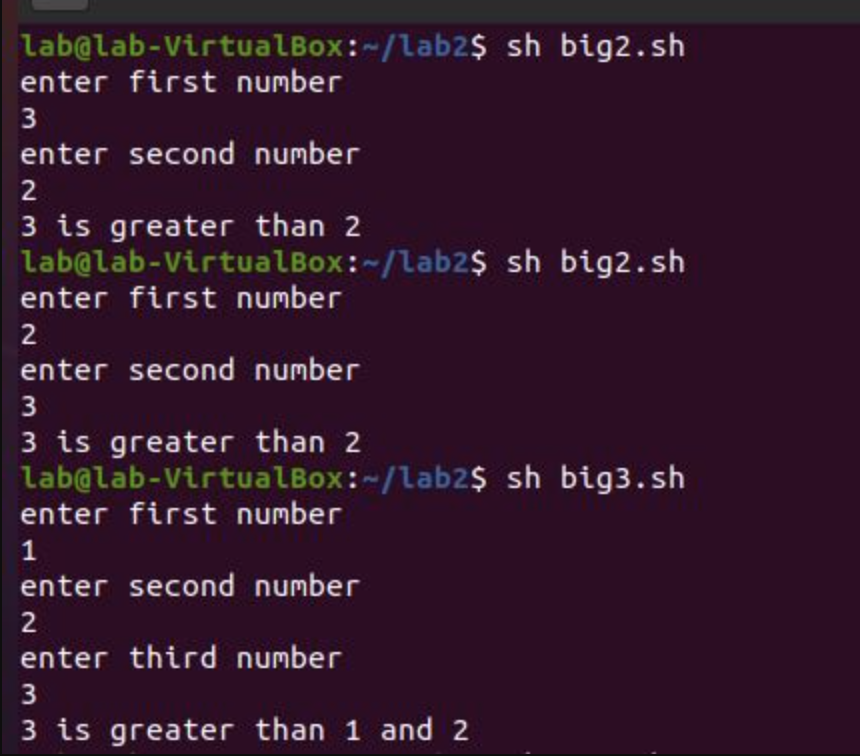 lab@lab-VirtualBox:~/lab2$ sh big2.sh
enter first number
3
enter second number
2
3 is greater than 2
lab@lab-VirtualBox:~/lab2$ sh big2.sh
enter first number
2
enter second number
3
3 is greater than 2
lab@lab-VirtualBox:~/lab2$ sh big3.sh
enter first number
1
enter second number
2
enter third number
3
3 is greater than 1 and 2